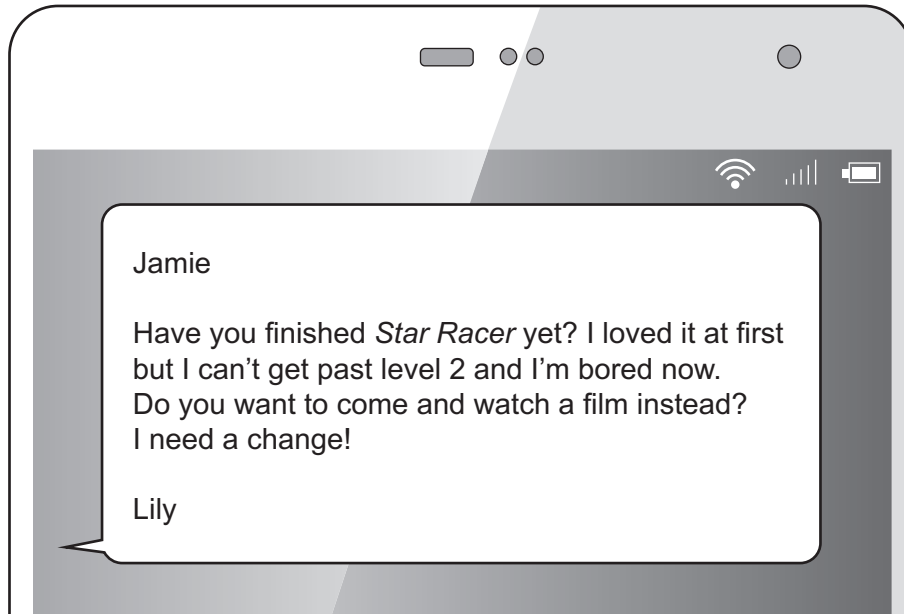 Jamie
Have you finished Star Racer yet? I loved it at first
but I can't get past level 2 and I'm bored now.
Do you want to come and watch a film instead?
I need a change!
Lily